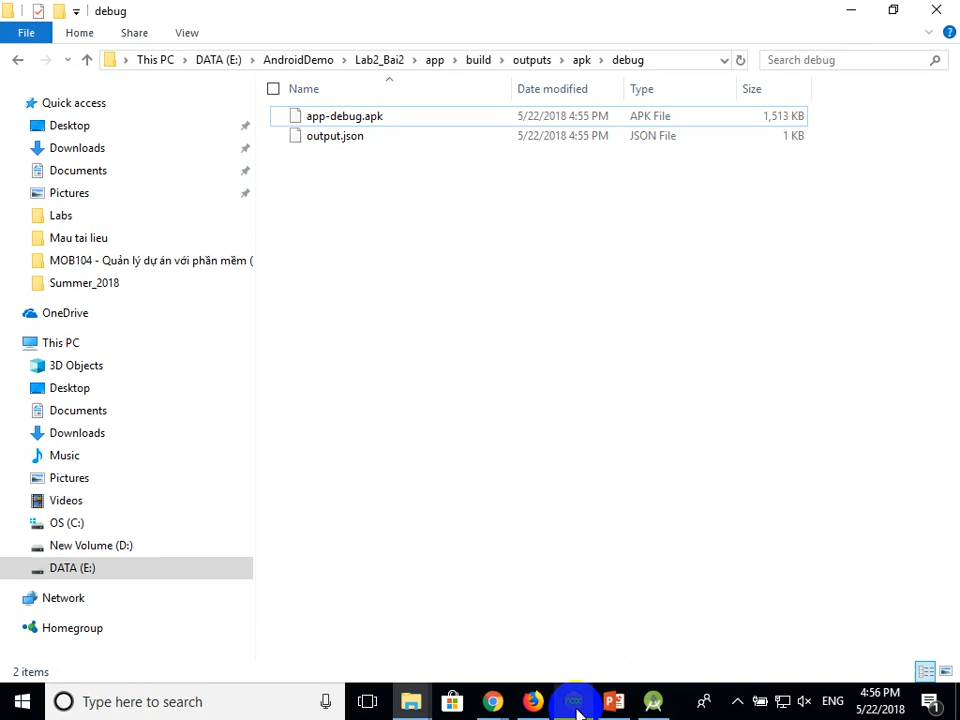 debug
File Home Share View
This PC DATA (E:) AndroidDemo Lab2_Bai2 app build outputs apk debug Search debug
Name Date modified Type Size
Quick access
app-debug.apk 5/22/2018 4:55 PM APK File 1,513 KB
Desktop
output.json 5/22/2018 4:55 PM JSON File 1 KB
Downloads
Documents
Pictures
Labs
Mau tai lieu
MOB104 - Quản lý dự án với phần mềm (
Summer_2018
OneDrive
This PC
3D Objects
Desktop
Documents
Downloads
Music
Pictures
Videos
OS (C:)
New Volume (D:)
DATA (E:)
Network
Homegroup
2 items
Type here to search
ENG
4:56 PM
5/22/2018
1